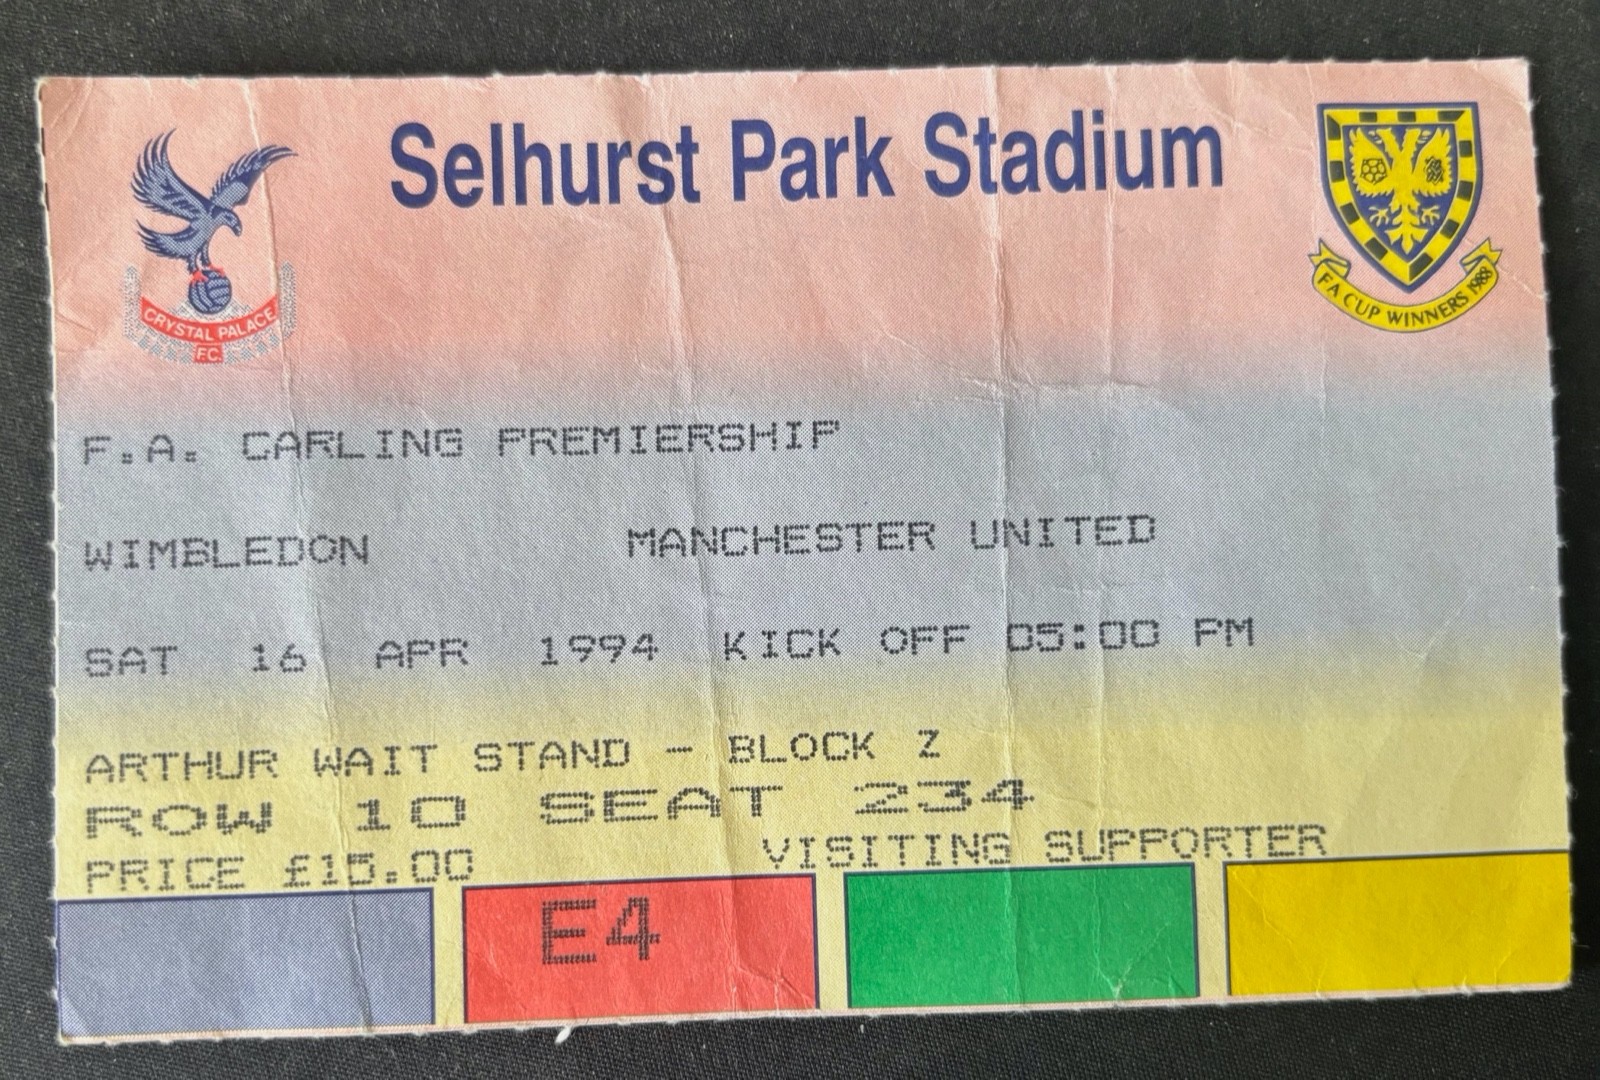 Selhurst Park Stadium
CRYSTAL PALACE
F.C.
FA CUP WINNERS 1988
F.A. CARLING PREMIERSHIP
WIMBLEDON MANCHESTER UNITED
SAT 16 APR 1994 KICK OFF 05:00 PM
ARTHUR WAIT STAND - BLOCK Z
ROW 10 SEAT 234
PRICE £15.00 VISITING SUPPORTER
E4